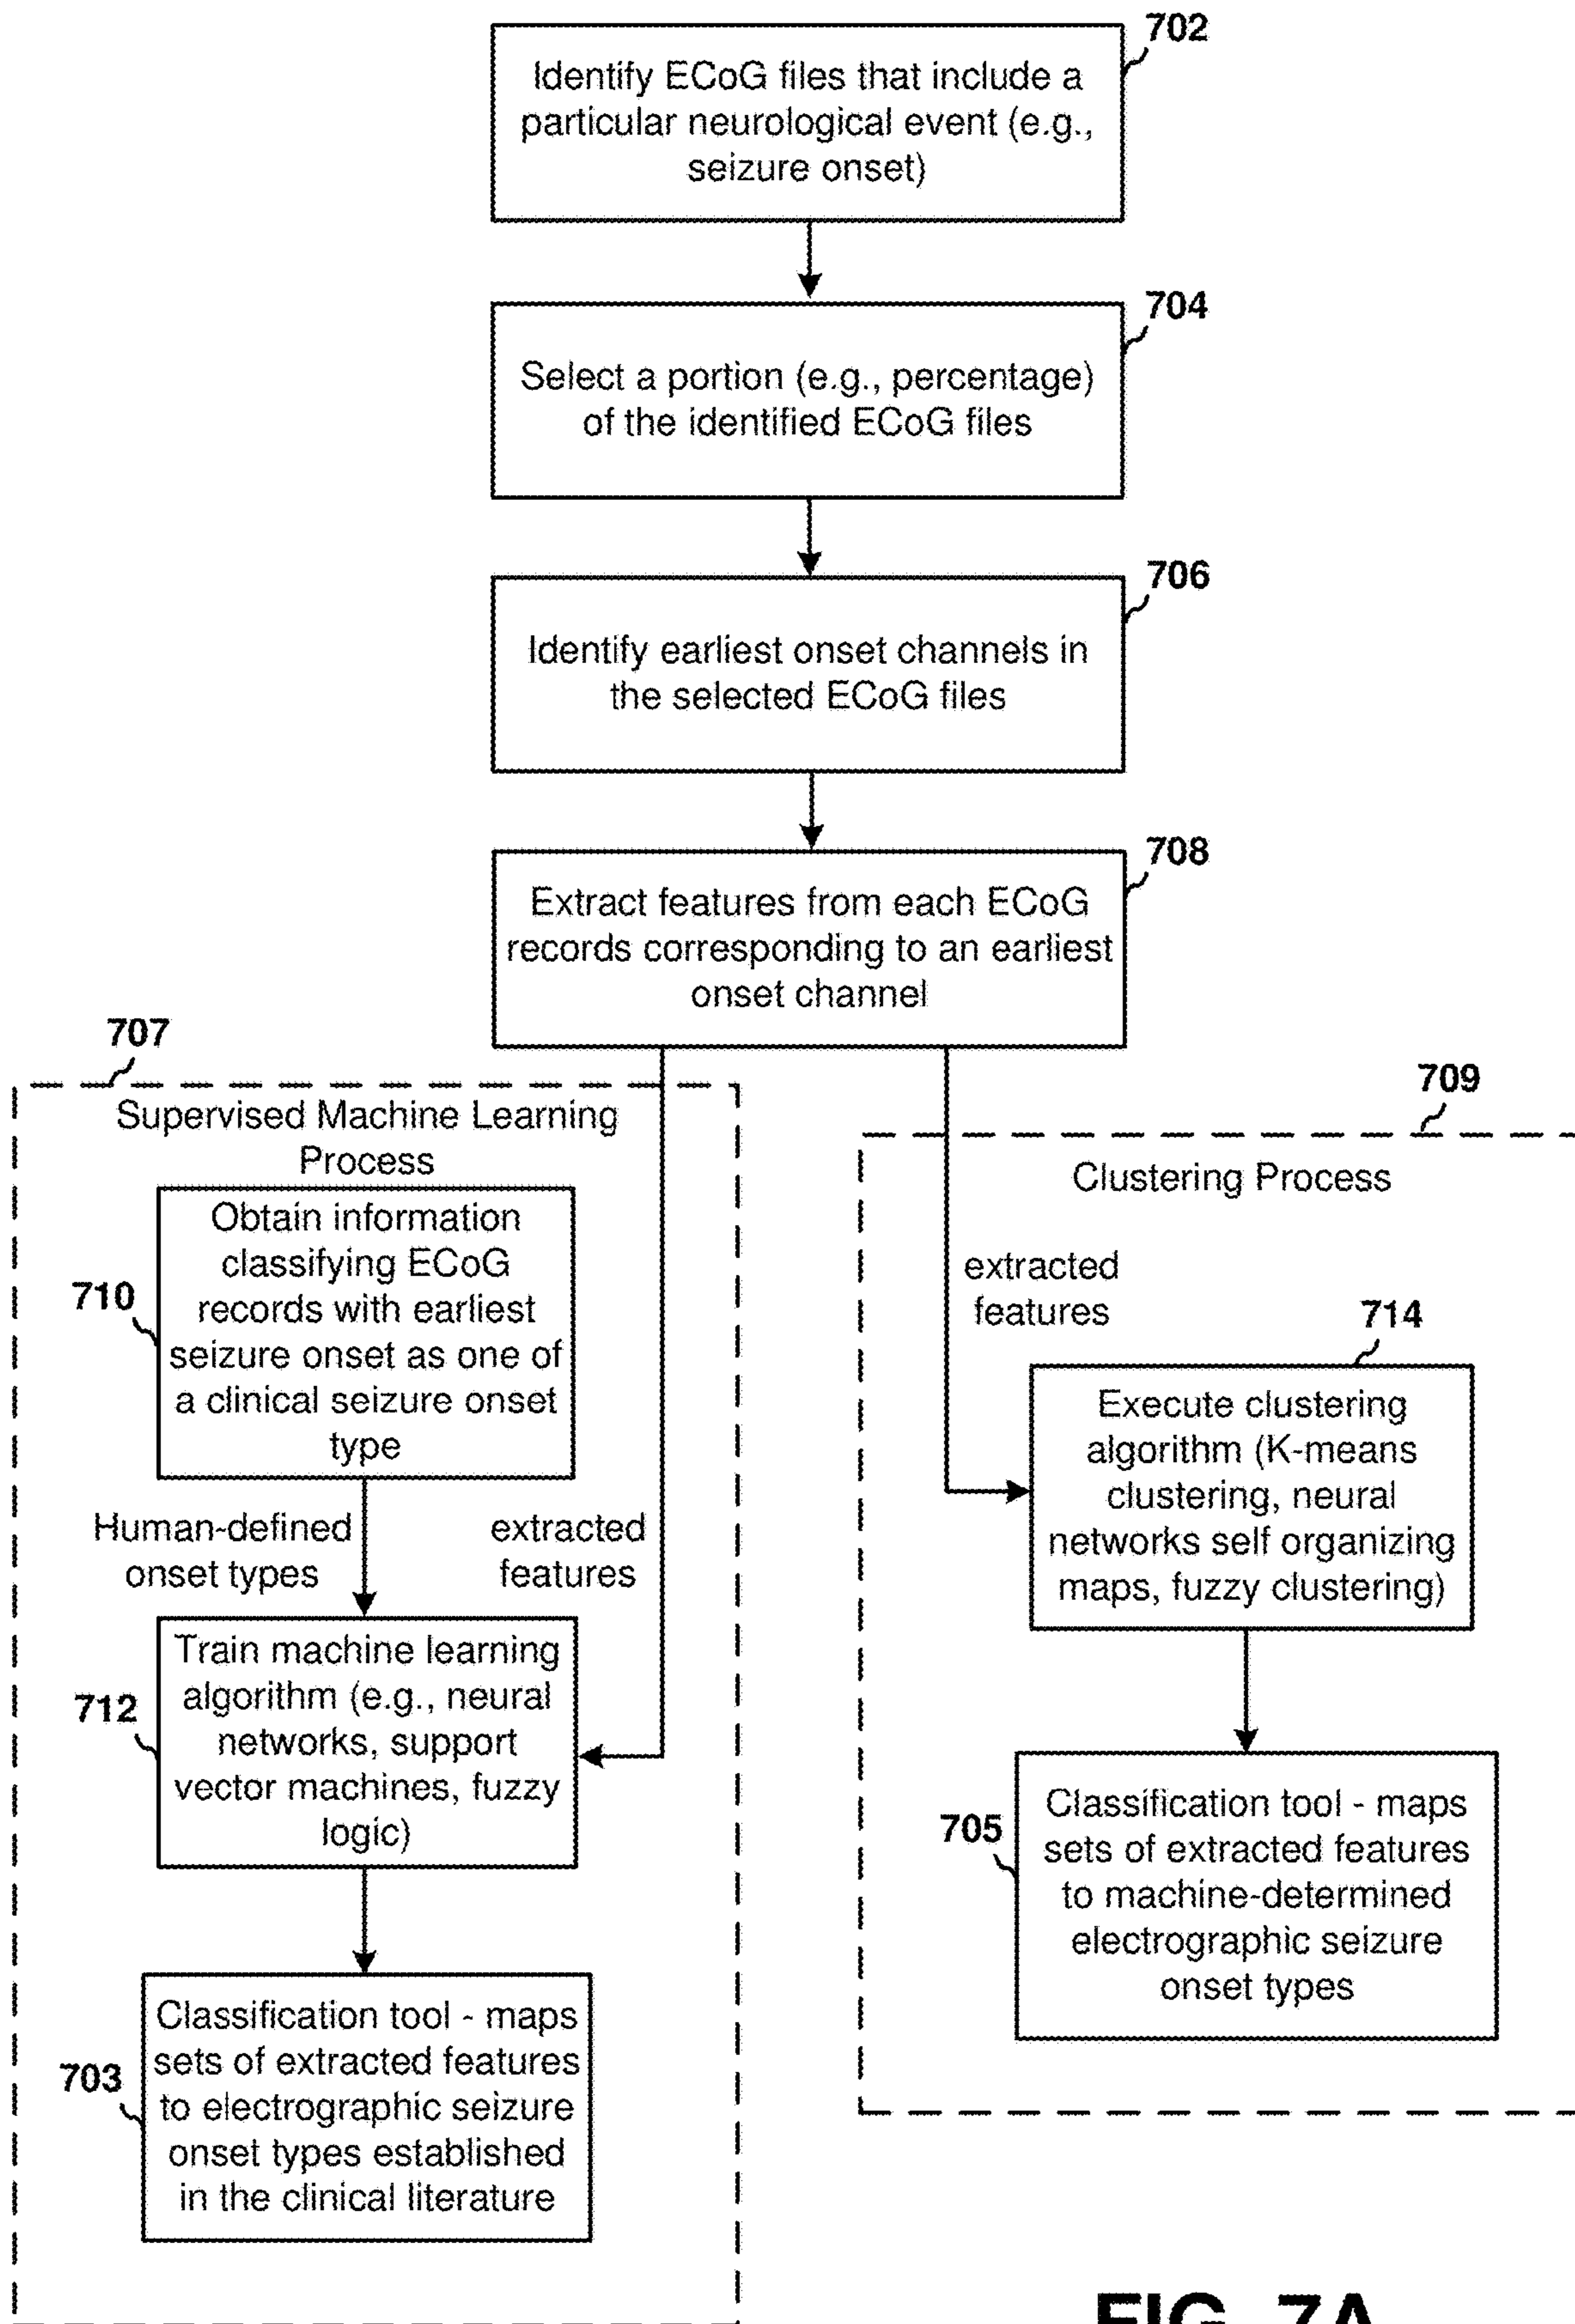 702
Identify ECoG files that include a
particular neurological event (e.g.,
seizure onset)
704
Select a portion (e.g., percentage)
of the identified ECoG files
706
Identify earliest onset channels in
the selected ECoG files
708
Extract features from each ECoG
records corresponding to an earliest
onset channel
707
Supervised Machine Learning
Process
710
Obtain information
classifying ECoG
records with earliest
seizure onset as one of
a clinical seizure onset
type
Human-defined
onset types
extracted
features
712
Train machine learning
algorithm (e.g., neural
networks, support
vector machines, fuzzy
logic)
703
Classification tool - maps
sets of extracted features
to electrographic seizure
onset types established
in the clinical literature
709
Clustering Process
extracted
features
714
Execute clustering
algorithm (K-means
clustering, neural
networks self organizing
maps, fuzzy clustering)
705
Classification tool - maps
sets of extracted features
to machine-determined
electrographic seizure
onset types
FIG. 7A